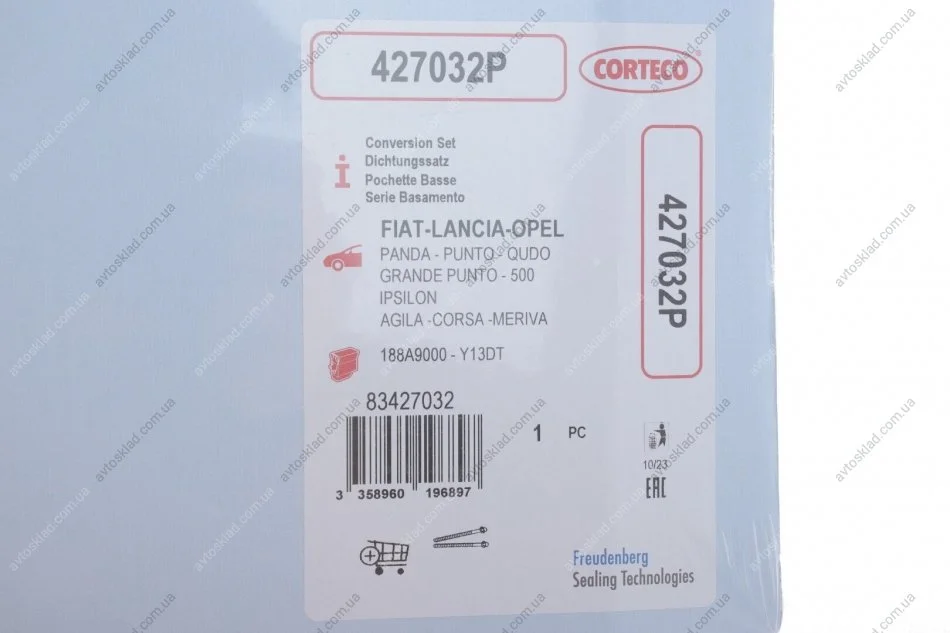 427032P
CORTECO
Conversion Set
Dichtungssatz
Pochette Basse
Serie Basamento
FIAT-LANCIA-OPEL
PANDA - PUNTO - QUDO
GRANDE PUNTO - 500
IPSILON
AGILA -CORSA -MERIVA
188A9000 - Y13DT
427032P
83427032
1 PC
3 358960 196897
10/23
EAC
Freudenberg
Sealing Technologies
avtosklad.com.ua